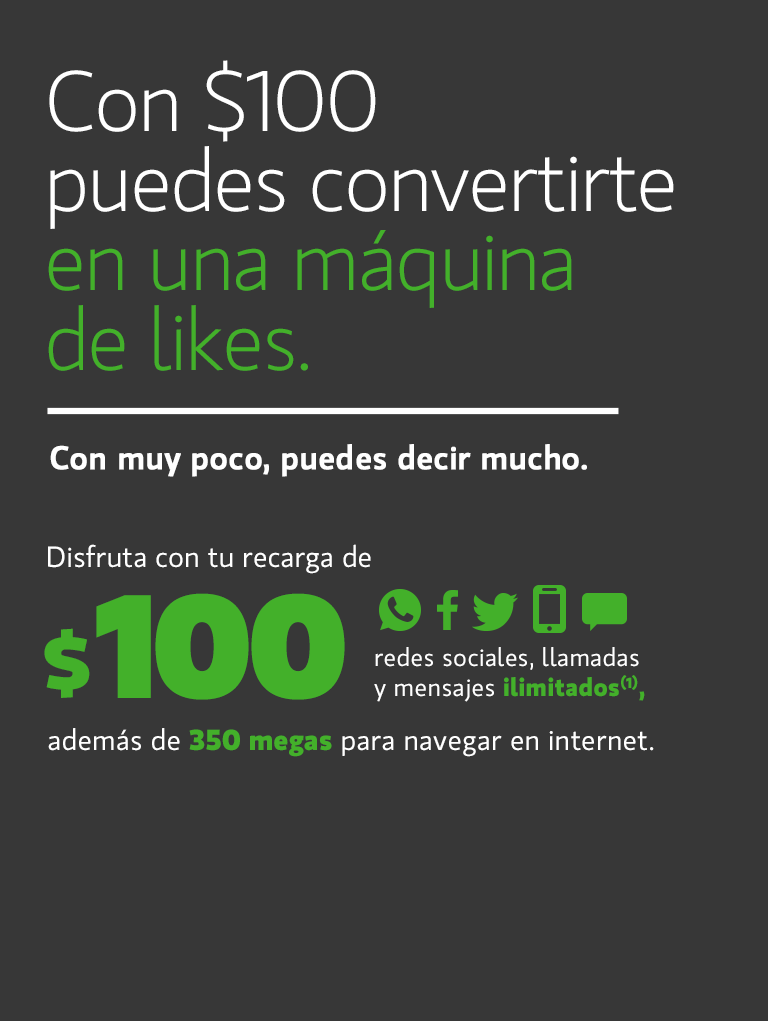 Con $100
puedes convertirte
en una máquina
de likes.
Con muy poco, puedes decir mucho.
Disfruta con tu recarga de
$100
redes sociales, llamadas
y mensajes ilimitados(1),
además de 350 megas para navegar en internet.